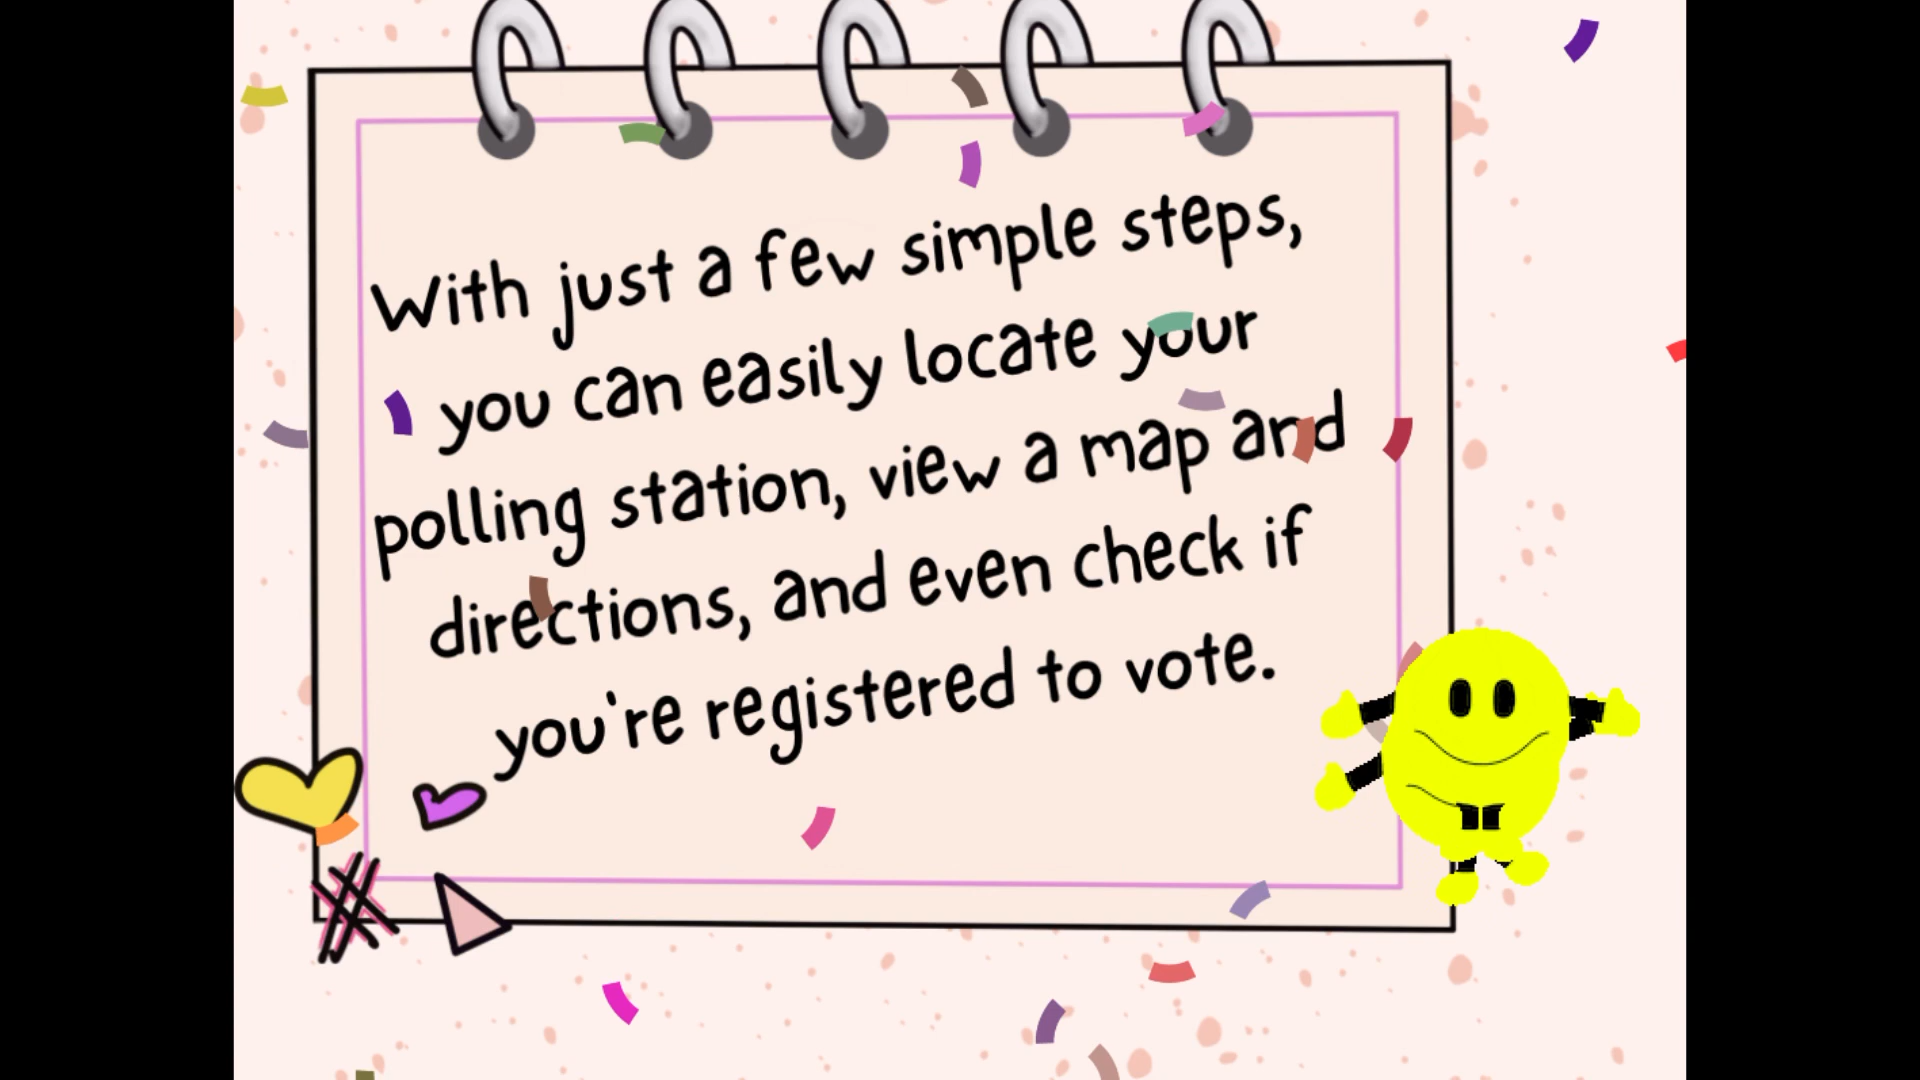 With just a few simple steps,
you can easily locate your
polling station, view a map and
directions, and even check if
you're registered to vote.